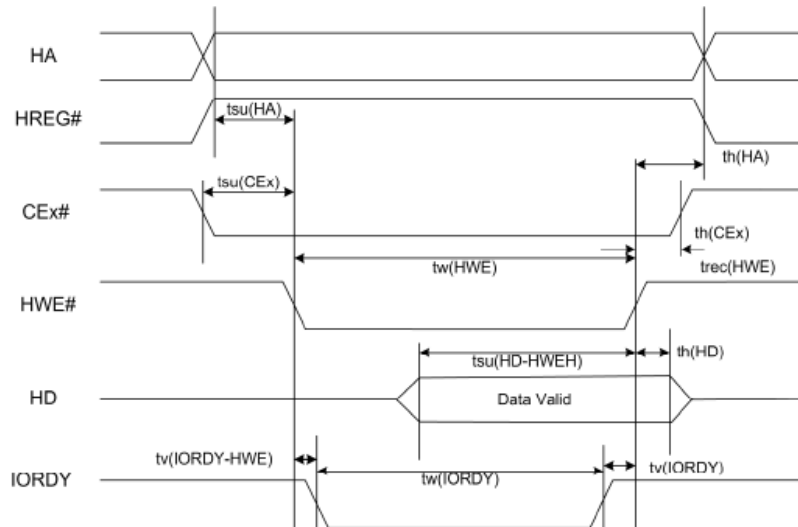 HA
HREG#
tsu(HA)
th(HA)
tsu(CEx)
CEx#
th(CEx)
tw(HWE)
trec(HWE)
HWE#
tsu(HD-HWEH)
th(HD)
HD
Data Valid
tv(IORDY-HWE)
tw(IORDY)
tv(IORDY)
IORDY